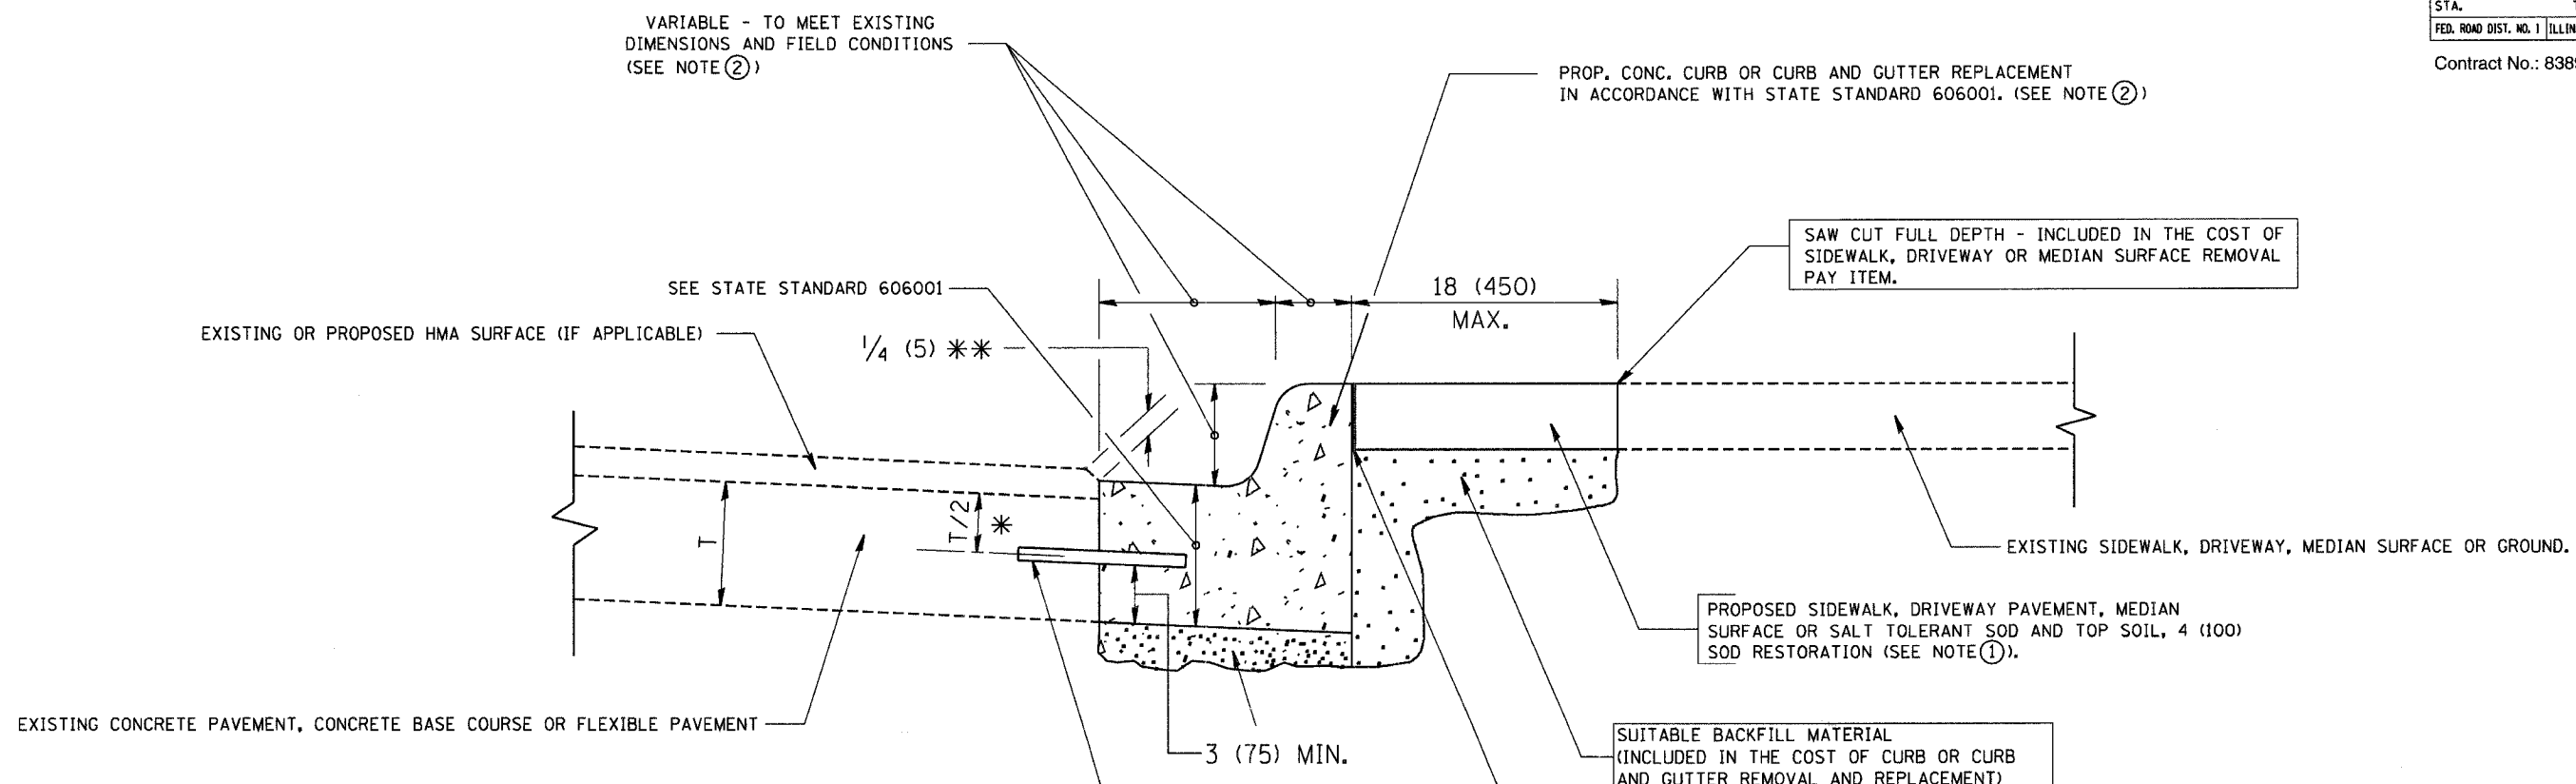 STA.
FED. ROAD DIST. NO. 1
Contract No.:
VARIABLE - TO MEET EXISTING
DIMENSIONS AND FIELD CONDITIONS
(SEE NOTE ②)
PROP. CONC. CURB OR CURB AND GUTTER REPLACEMENT
IN ACCORDANCE WITH STATE STANDARD 606001. (SEE NOTE ②)
SAW CUT FULL DEPTH - INCLUDED IN THE COST OF
SIDEWALK, DRIVEWAY OR MEDIAN SURFACE REMOVAL
PAY ITEM.
SEE STATE STANDARD 606001
18 (450)
MAX.
EXISTING OR PROPOSED HMA SURFACE (IF APPLICABLE)
1/4 (5) **
T
T/2
*
EXISTING SIDEWALK, DRIVEWAY, MEDIAN SURFACE OR GROUND.
PROPOSED SIDEWALK, DRIVEWAY PAVEMENT, MEDIAN
SURFACE OR SALT TOLERANT SOD AND TOP SOIL, 4 (100)
SOD RESTORATION (SEE NOTE ①).
EXISTING CONCRETE PAVEMENT, CONCRETE BASE COURSE OR FLEXIBLE PAVEMENT
3 (75) MIN.
SUITABLE BACKFILL MATERIAL
(INCLUDED IN THE COST OF CURB OR CURB
AND GUTTER REMOVAL AND REPLACEMENT)